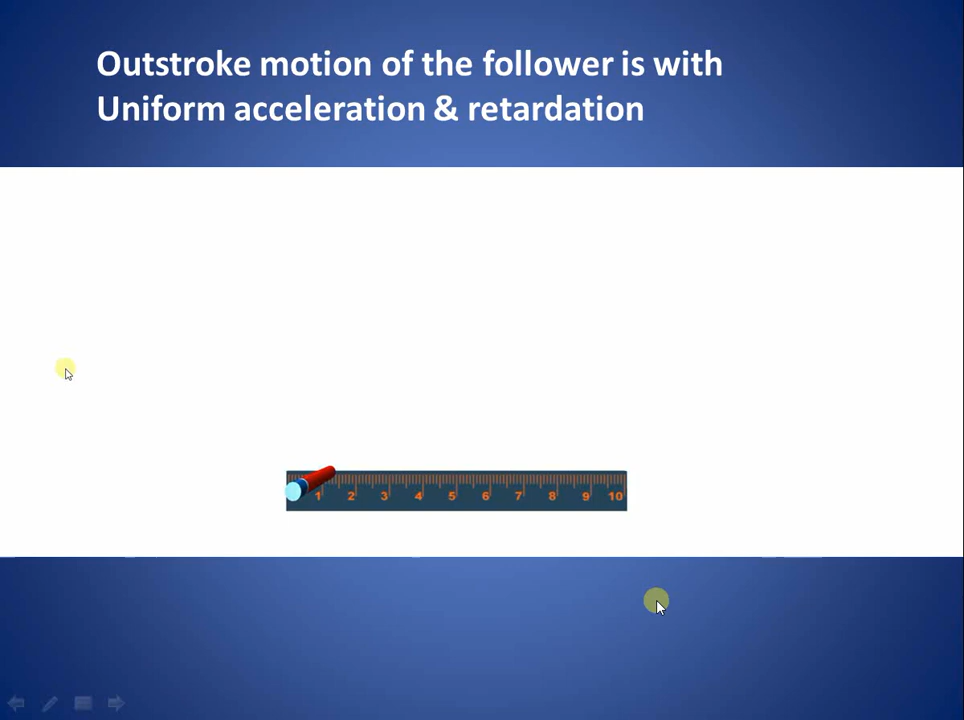 Outstroke motion of the follower is with
Uniform acceleration & retardation
1 2 3 4 5 6 7 8 9 10